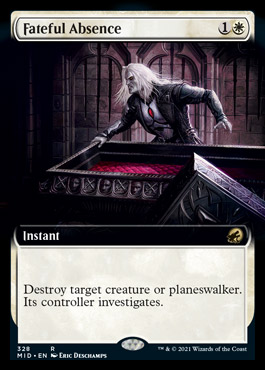 Fateful Absence 1
Instant
Destroy target creature or planeswalker.
Its controller investigates.
328 R
MID • EN Eric Deschamps
™ & © 2021 Wizards of the Coast